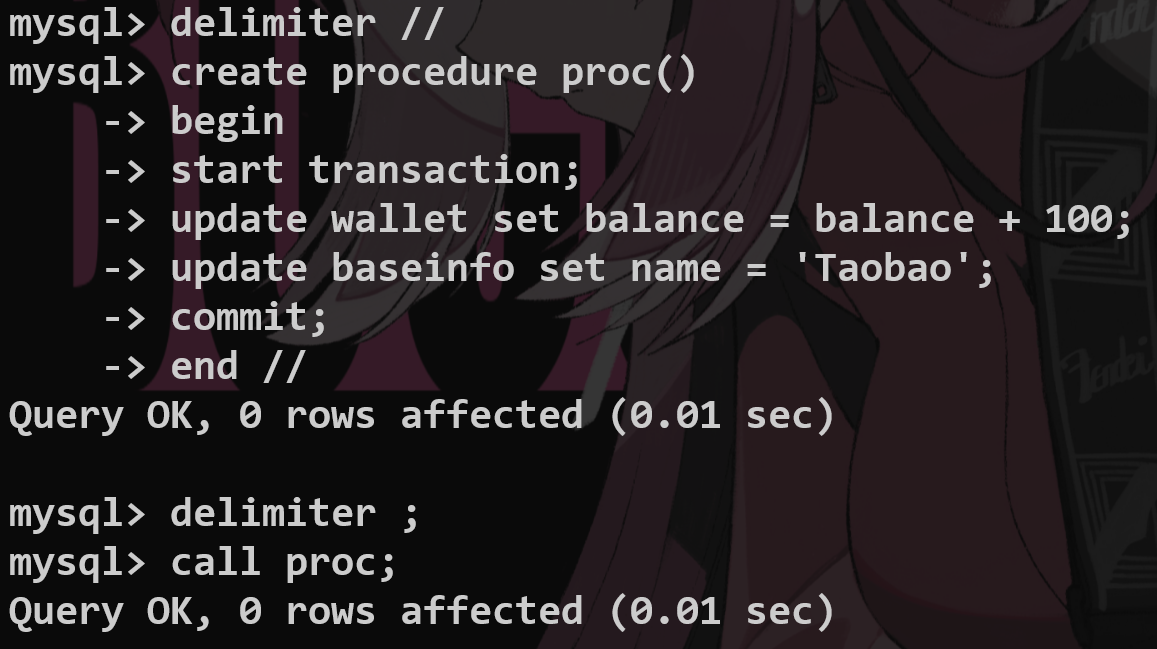 mysql> delimiter //
mysql> create procedure proc()
    -> begin
    -> start transaction;
    -> update wallet set balance = balance + 100;
    -> update baseinfo set name = 'Taobao';
    -> commit;
    -> end //
Query OK, 0 rows affected (0.01 sec)

mysql> delimiter ;
mysql> call proc;
Query OK, 0 rows affected (0.01 sec)